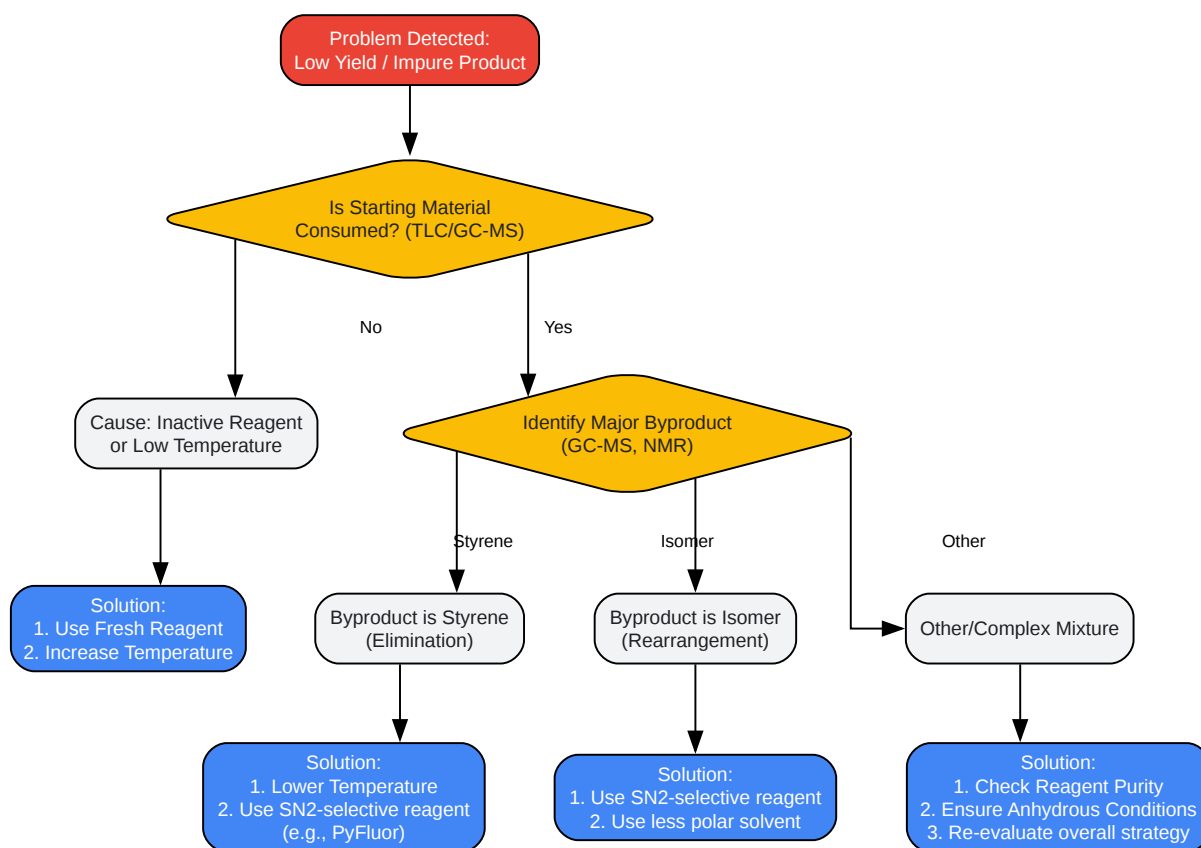 Problem Detected:
Low Yield / Impure Product
Is Starting Material
Consumed? (TLC/GC-MS)
No
Yes
Cause: Inactive Reagent
or Low Temperature
Identify Major Byproduct
(GC-MS, NMR)
Styrene
Isomer
Other
Solution:
1. Use Fresh Reagent
2. Increase Temperature
Byproduct is Styrene
(Elimination)
Byproduct is Isomer
(Rearrangement)
Other/Complex Mixture
Solution:
1. Lower Temperature
2. Use SN2-selective reagent
(e.g., PyFluor)
Solution:
1. Use SN2-selective reagent
2. Use less polar solvent
Solution:
1. Check Reagent Purity
2. Ensure Anhydrous Conditions
3. Re-evaluate overall strategy